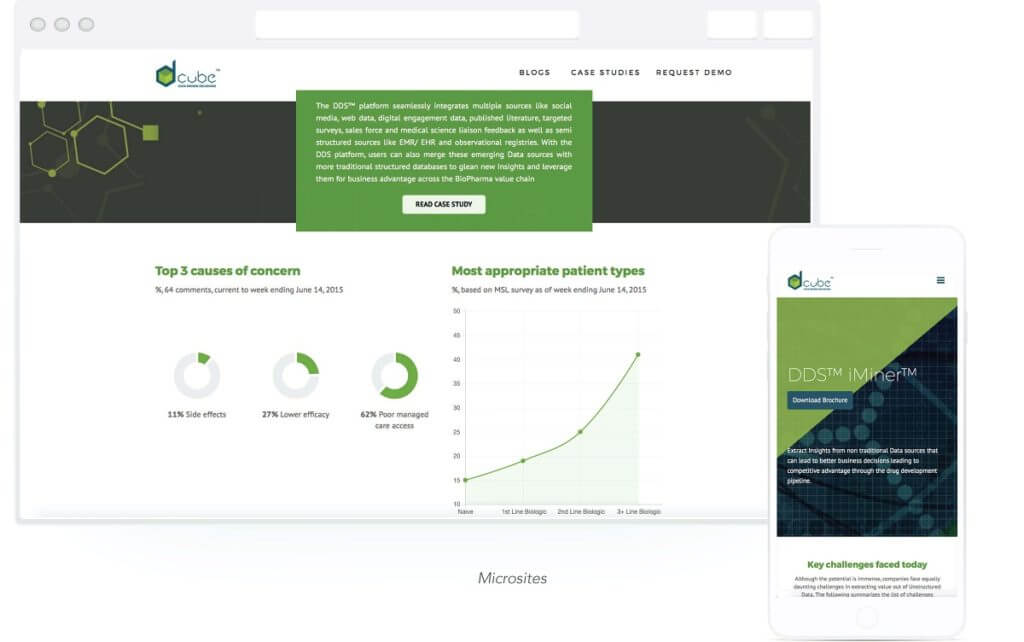 dcube™
BLOGS CASE STUDIES REQUEST DEMO
The DDS™ platform seamlessly integrates multiple sources like social
media, web data, digital engagement data, published literature, targeted
surveys, sales force and medical science liaison feedback as well as semi
structured sources like EMR/ EHR and observational registries. With the
DDS platform, users can also merge these emerging Data sources with
more traditional structured databases to glean new insights and leverage
them for business advantage across the BioPharma value chain
READ CASE STUDY
Top 3 causes of concern
%, 64 comments, current to week ending June 14, 2015
11% Side effects
27% Lower efficacy
62% Poor managed
care access
Most appropriate patient types
%, based on MSL survey as of week ending June 14, 2015
50
45
40
35
30
25
20
15
10
Naive 1st Line Biologic 2nd Line Biologic 3+ Line Biologic
dcube™
DDS™ iMiner™
Download Brochure
Extract Insights from non traditional Data sources that
can lead to better business decisions leading to
competitive advantage through the drug development
pipeline.
Key challenges faced today
Although the potential is immense, companies face equally
daunting challenges in extracting value out of Unstructured
Data. The following summarizes the list of challenges
Microsites